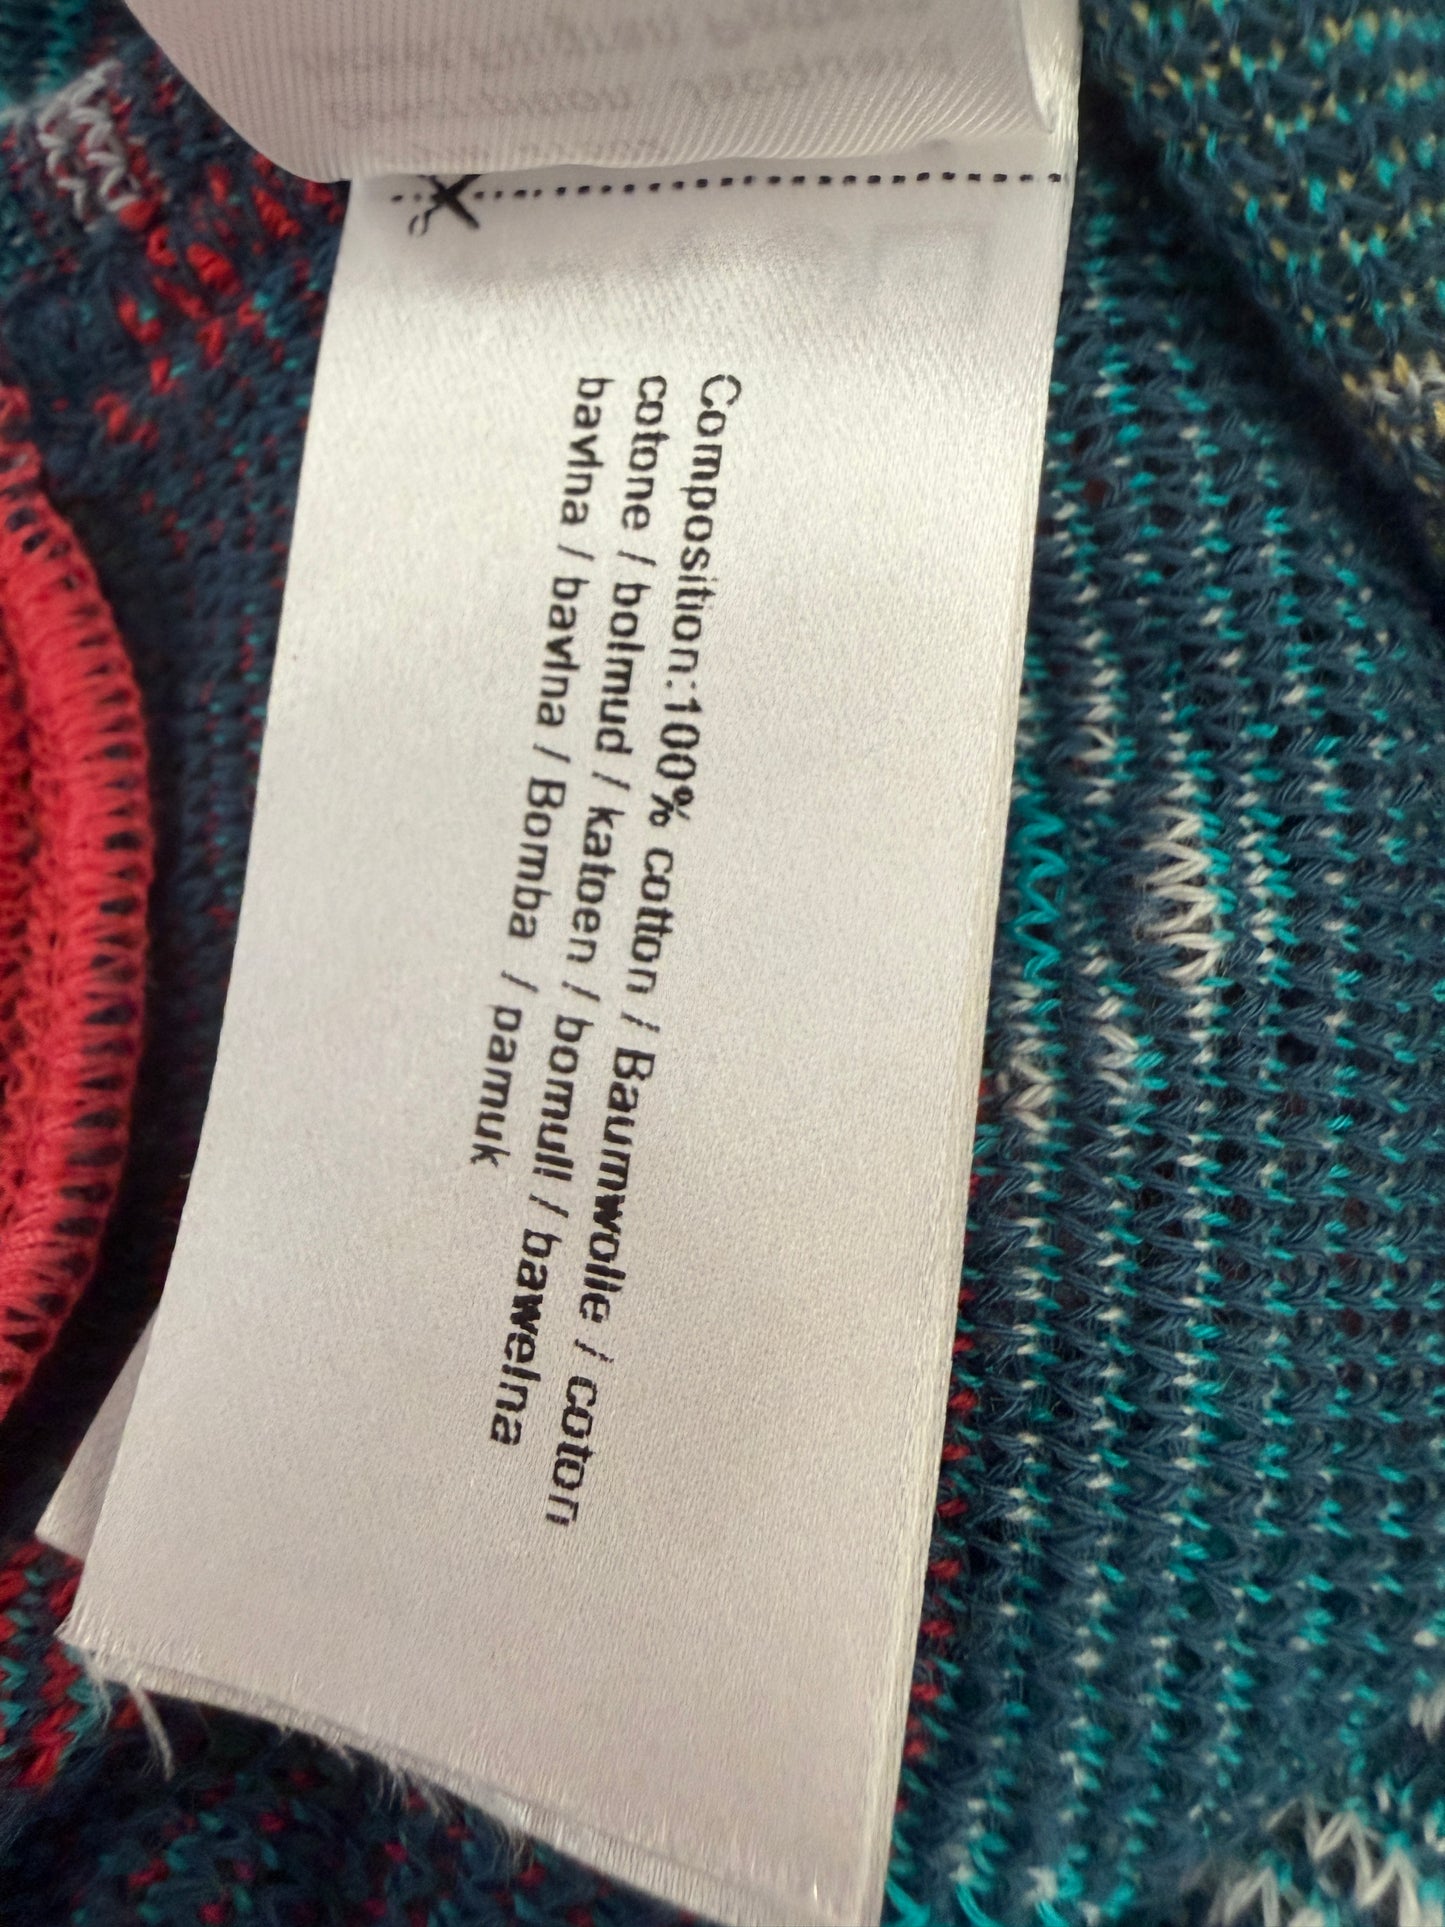 Composition:100% cotton / Baumwolle / coton
cotone / bolmud / katoen / bomull / bawelna
bavlna / bavlna / Bomba / pamuk